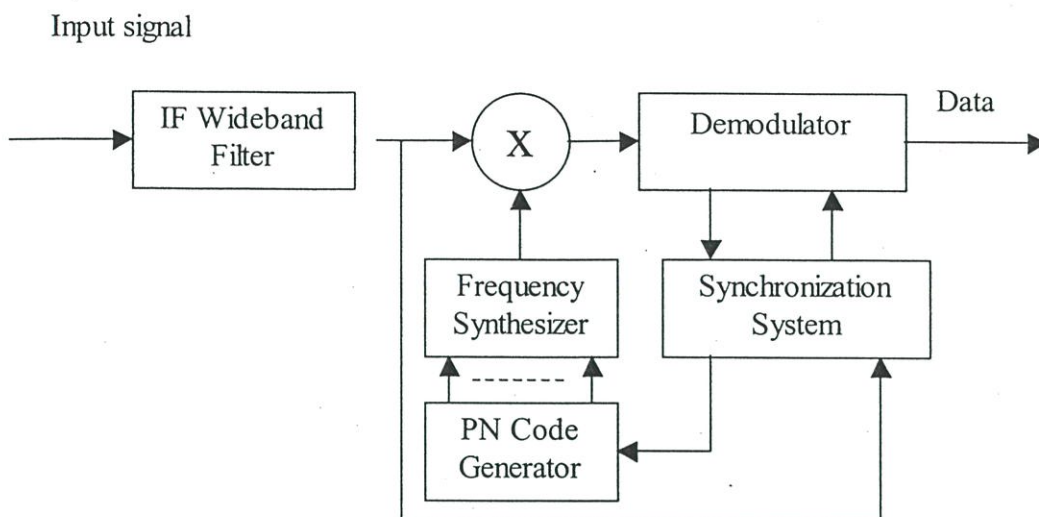 Input signal
IF Wideband
Filter
X
Demodulator
Data
Frequency
Synthesizer
Synchronization
System
PN Code
Generator